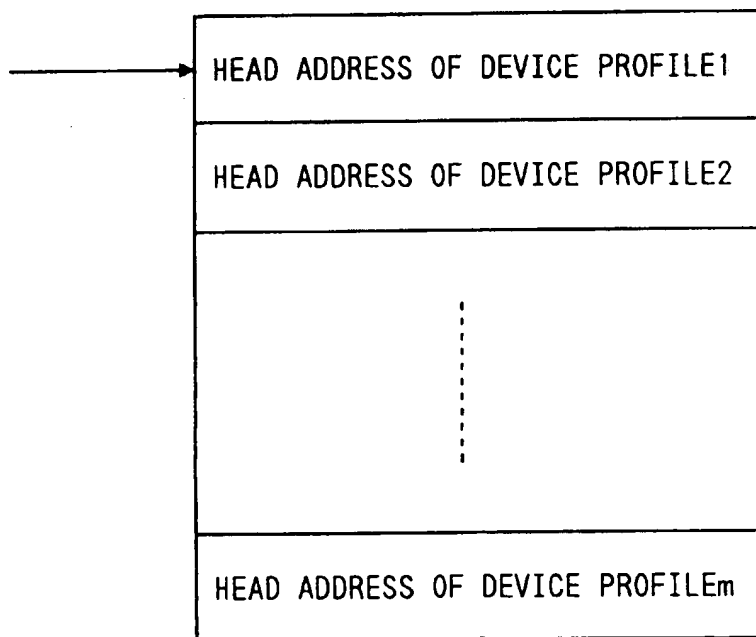 HEAD ADDRESS OF DEVICE PROFILE1
HEAD ADDRESS OF DEVICE PROFILE2
HEAD ADDRESS OF DEVICE PROFILEm